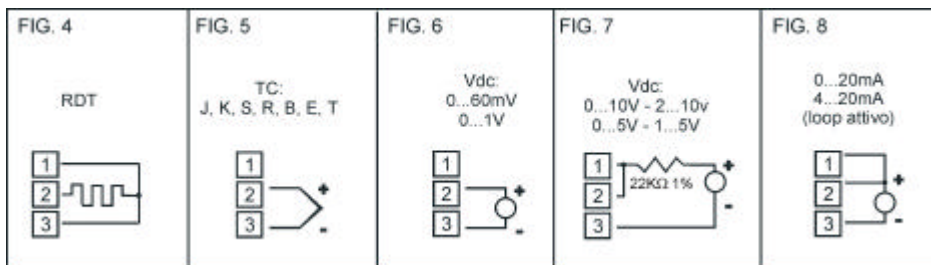 FIG. 4
RDT
1
2
3
FIG. 5
TC:
J, K, S, R, B, E, T
1
2
3
+
-
FIG. 6
Vdc:
0...60mV
0...1V
1
2
3
+
-
FIG. 7
Vdc:
0...10V - 2...10v
0...5V - 1...5V
1
2
3
22KΩ 1%
+
-
FIG. 8
0...20mA
4...20mA
(loop attivo)
1
2
3
+
-